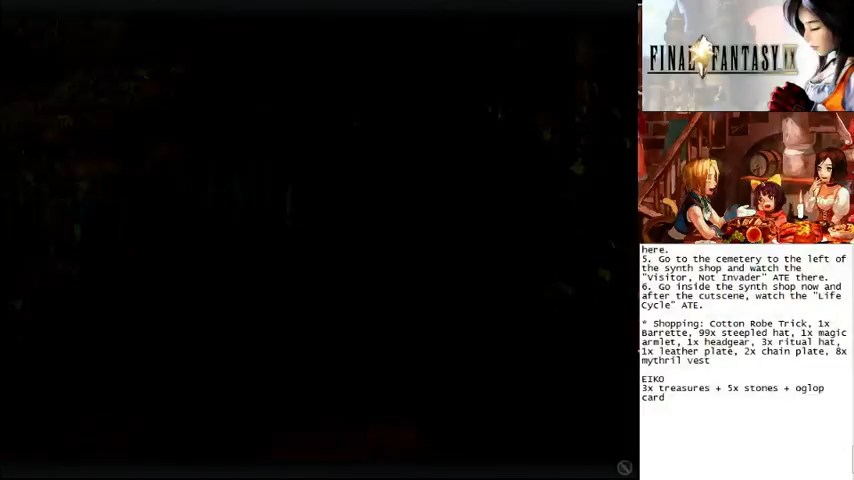 FINAL FANTASY IX
here.
5. Go to the cemetery to the left of
the synth shop and watch the
"Visitor, Not Invader" ATE there.
6. Go inside the synth shop now and
after the cutscene, watch the "Life
Cycle" ATE.
* Shopping: Cotton Robe Trick, 1x
Barrette, 99x steepled hat, 1x magic
armlet, 1x headgear, 3x ritual hat,
1x leather plate, 2x chain plate, 8x
mythril vest
EIKO
3x treasures + 5x stones + oglop
card